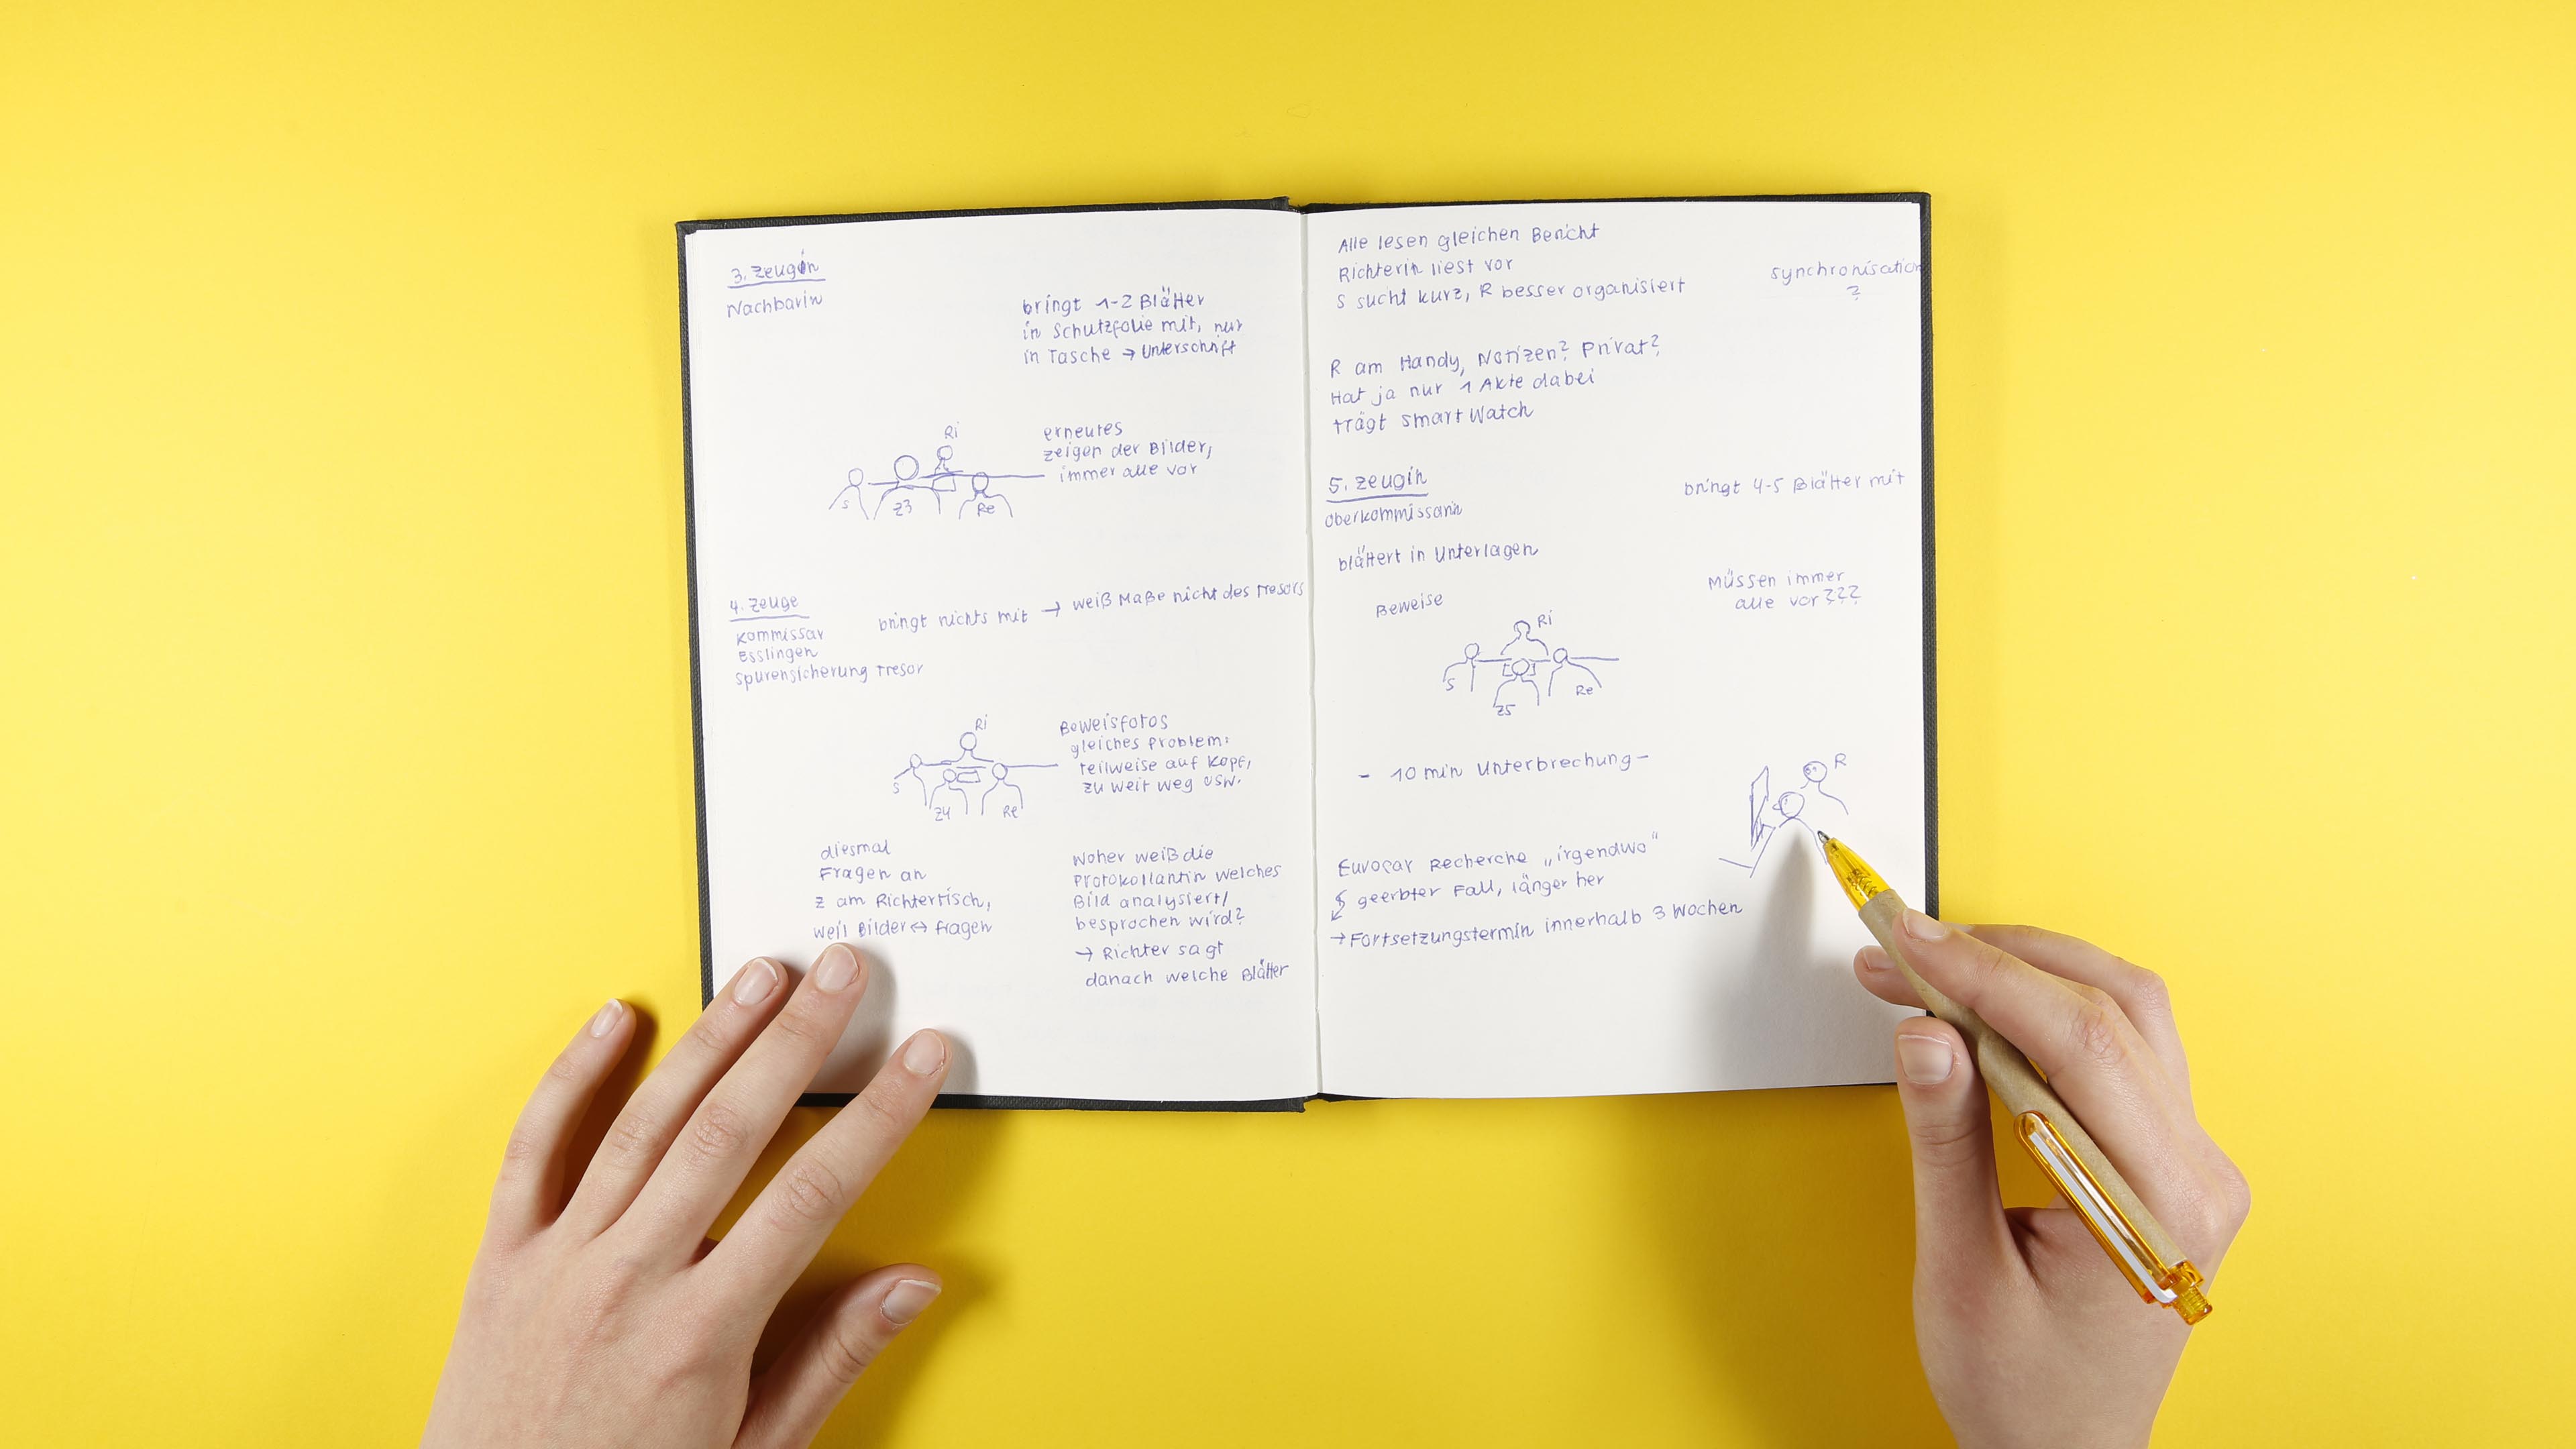 3. Zeugin
Nachbarin
bringt 1-2 Blätter
in Schutzfolie mit, nur
in Tasche → Unterschrift
Ri
S
Z3
Re
erneutes
zeigen der Bilder,
immer alle vor
4. Zeuge
Kommissar
Esslingen
Spurensicherung Tresor
bringt nichts mit → weiß Maße nicht des Tresors
Ri
S
Z4
Re
Beweisfotos
gleiches Problem:
teilweise auf Kopf,
zu weit weg usw.
diesmal
Fragen an
Z am Richtertisch,
weil Bilder ↔ fragen
Woher weiß die
Protokollantin welches
Bild analysiert/
besprochen wird?
→ Richter sagt
danach welche Blätter
Alle lesen gleichen Bericht
Richterin liest vor
S sucht kurz, R besser organisiert
synchronisation
?
R am Handy, Notizen? Privat?
Hat ja nur 1 Akte dabei
trägt Smart Watch
5. Zeugin
Oberkommissarin
bringt 4-5 Blätter mit
blättert in Unterlagen
Beweise
Müssen immer
alle vor???
Ri
S
Z5
Re
- 10 min Unterbrechung -
R
Eurocar Recherche „irgendwo"
geerbter Fall, länger her
→ Fortsetzungstermin innerhalb 3 Wochen